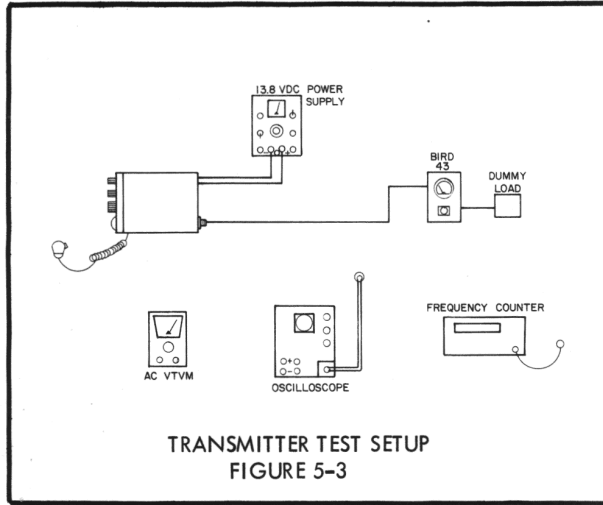 13.8 VDC POWER
SUPPLY
BIRD
43
DUMMY
LOAD
AC VTVM
OSCILLOSCOPE
FREQUENCY COUNTER
TRANSMITTER TEST SETUP
FIGURE 5-3